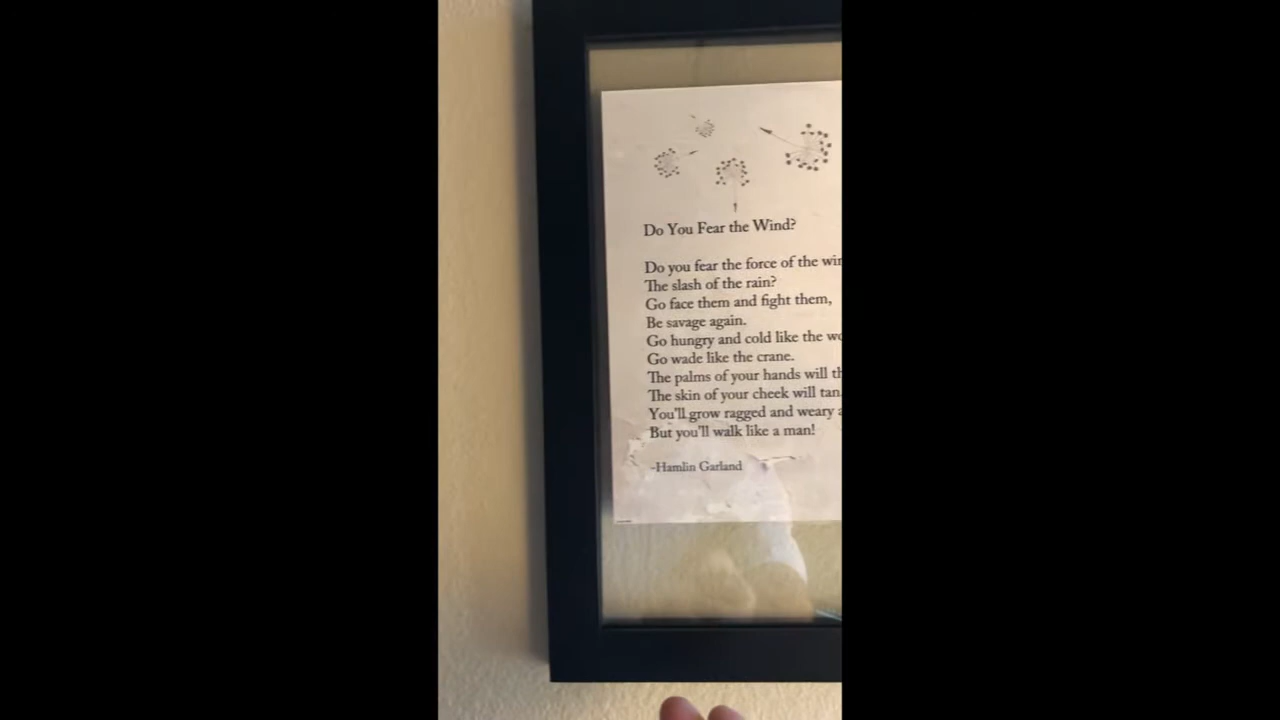 Do You Fear the Wind?
Do you fear the force of the
The slash of the rain?
Go face them and fight them,
Be savage again.
Go hungry and cold like the
Go wade like the crane.
The palms of your hands will
The skin of your cheek will tan
You'll grow ragged and weary
But you'll walk like a man!
-Hamlin Garland